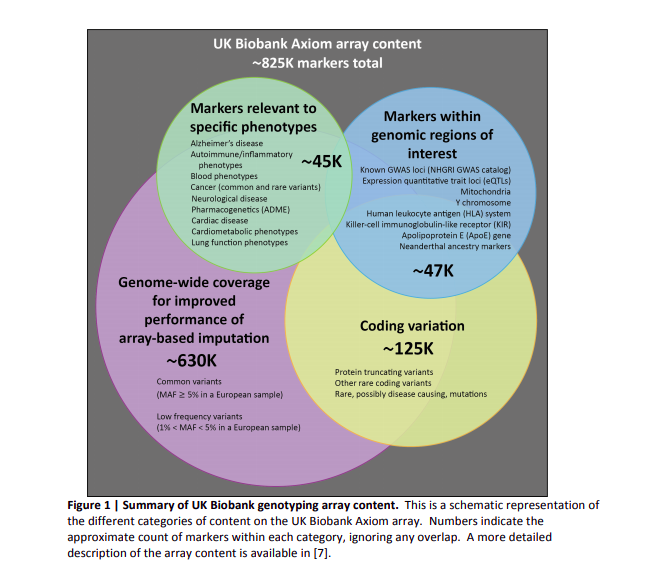 UK Biobank Axiom array content
~825K markers total
Markers relevant to
specific phenotypes
Alzheimer's disease
Autoimmune/inflammatory
phenotypes
Blood phenotypes
Cancer (common and rare variants)
Neurological disease
Pharmacogenetics (ADME)
Cardiac disease
Cardiometabolic phenotypes
Lung function phenotypes
~45K
Markers within
genomic regions of
interest
Known GWAS loci (NHGRI GWAS catalog)
Expression quantitative trait loci (eQTLs)
Mitochondria
Y chromosome
Human leukocyte antigen (HLA) system
Killer-cell immunoglobulin-like receptor (KIR)
Apolipoprotein E (ApoE) gene
Neanderthal ancestry markers
~47K
Genome-wide coverage
for improved
performance of
array-based imputation
~630K
Common variants
(MAF ≥ 5% in a European sample)
Low frequency variants
(1% < MAF < 5% in a European sample)
Coding variation
~125K
Protein truncating variants
Other rare coding variants
Rare, possibly disease causing, mutations
Figure 1 | Summary of UK Biobank genotyping array content. This is a schematic representation of
the different categories of content on the UK Biobank Axiom array. Numbers indicate the
approximate count of markers within each category, ignoring any overlap. A more detailed
description of the array content is available in [7].